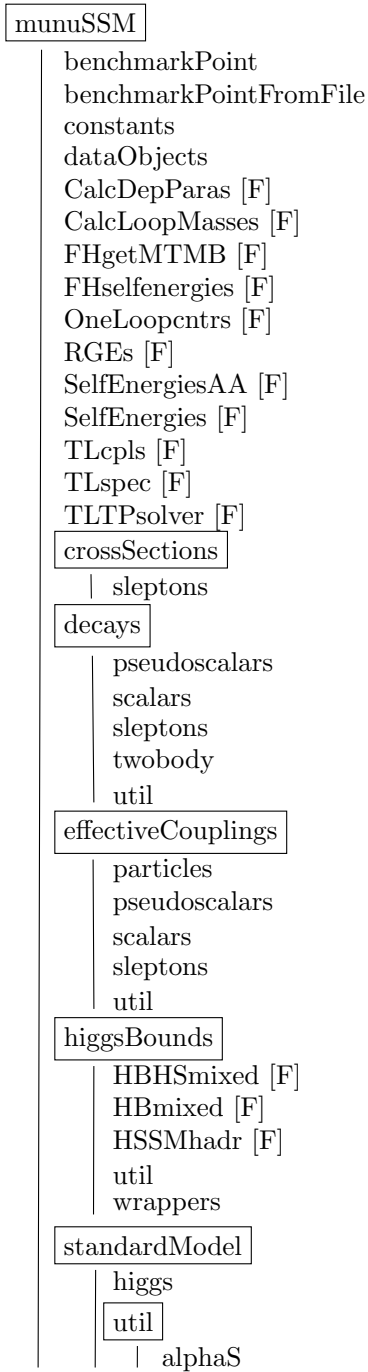 munuSSM
benchmarkPoint
benchmarkPointFromFile
constants
dataObjects
CalcDepParas [F]
CalcLoopMasses [F]
FHgetMTMB [F]
FHselfenergies [F]
OneLoopcntrs [F]
RGEs [F]
SelfEnergiesAA [F]
SelfEnergies [F]
TLcpls [F]
TLspec [F]
TLTPsolver [F]
crossSections
sleptons
decays
pseudoscalars
scalars
sleptons
twobody
util
effectiveCouplings
particles
pseudoscalars
scalars
sleptons
util
higgsBounds
HBHSmixed [F]
HBmixed [F]
HSSMhadr [F]
util
wrappers
standardModel
higgs
util
alphaS